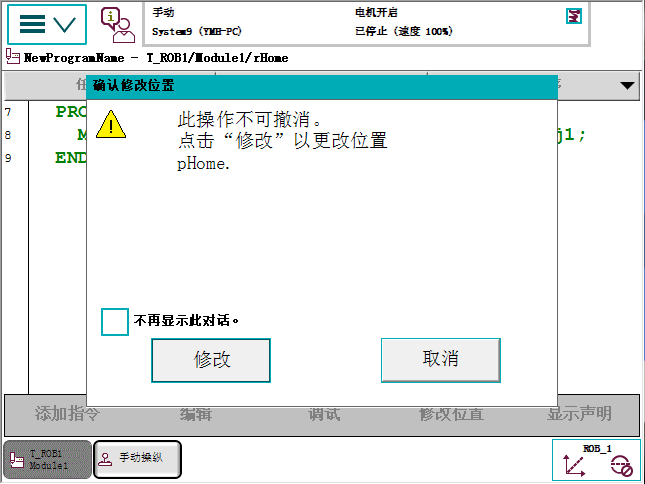 手动
电机开启
System9 (YMH-PC)
已停止 (速度 100%)
NewProgramName - T_ROB1/Module1/rHome
确认修改位置
7 PRO
8 M
j1;
9 END
此操作不可撤消。
点击“修改”以更改位置
pHome.
不再显示此对话。
修改
取消
添加指令
编辑
调试
修改位置
显示声明
T_ROB1
Module1
手动操纵
ROB_1